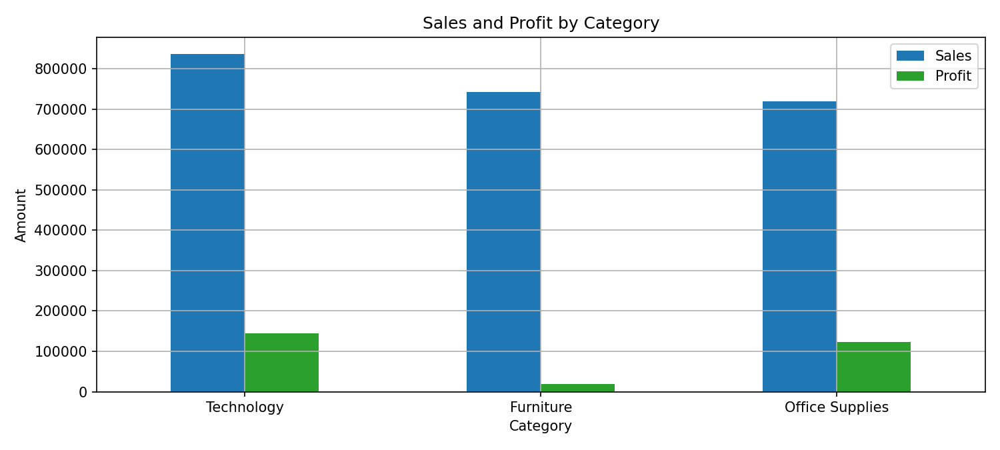 Sales and Profit by Category
Sales
Profit
Amount
800000
700000
600000
500000
400000
300000
200000
100000
0
Technology
Furniture
Office Supplies
Category